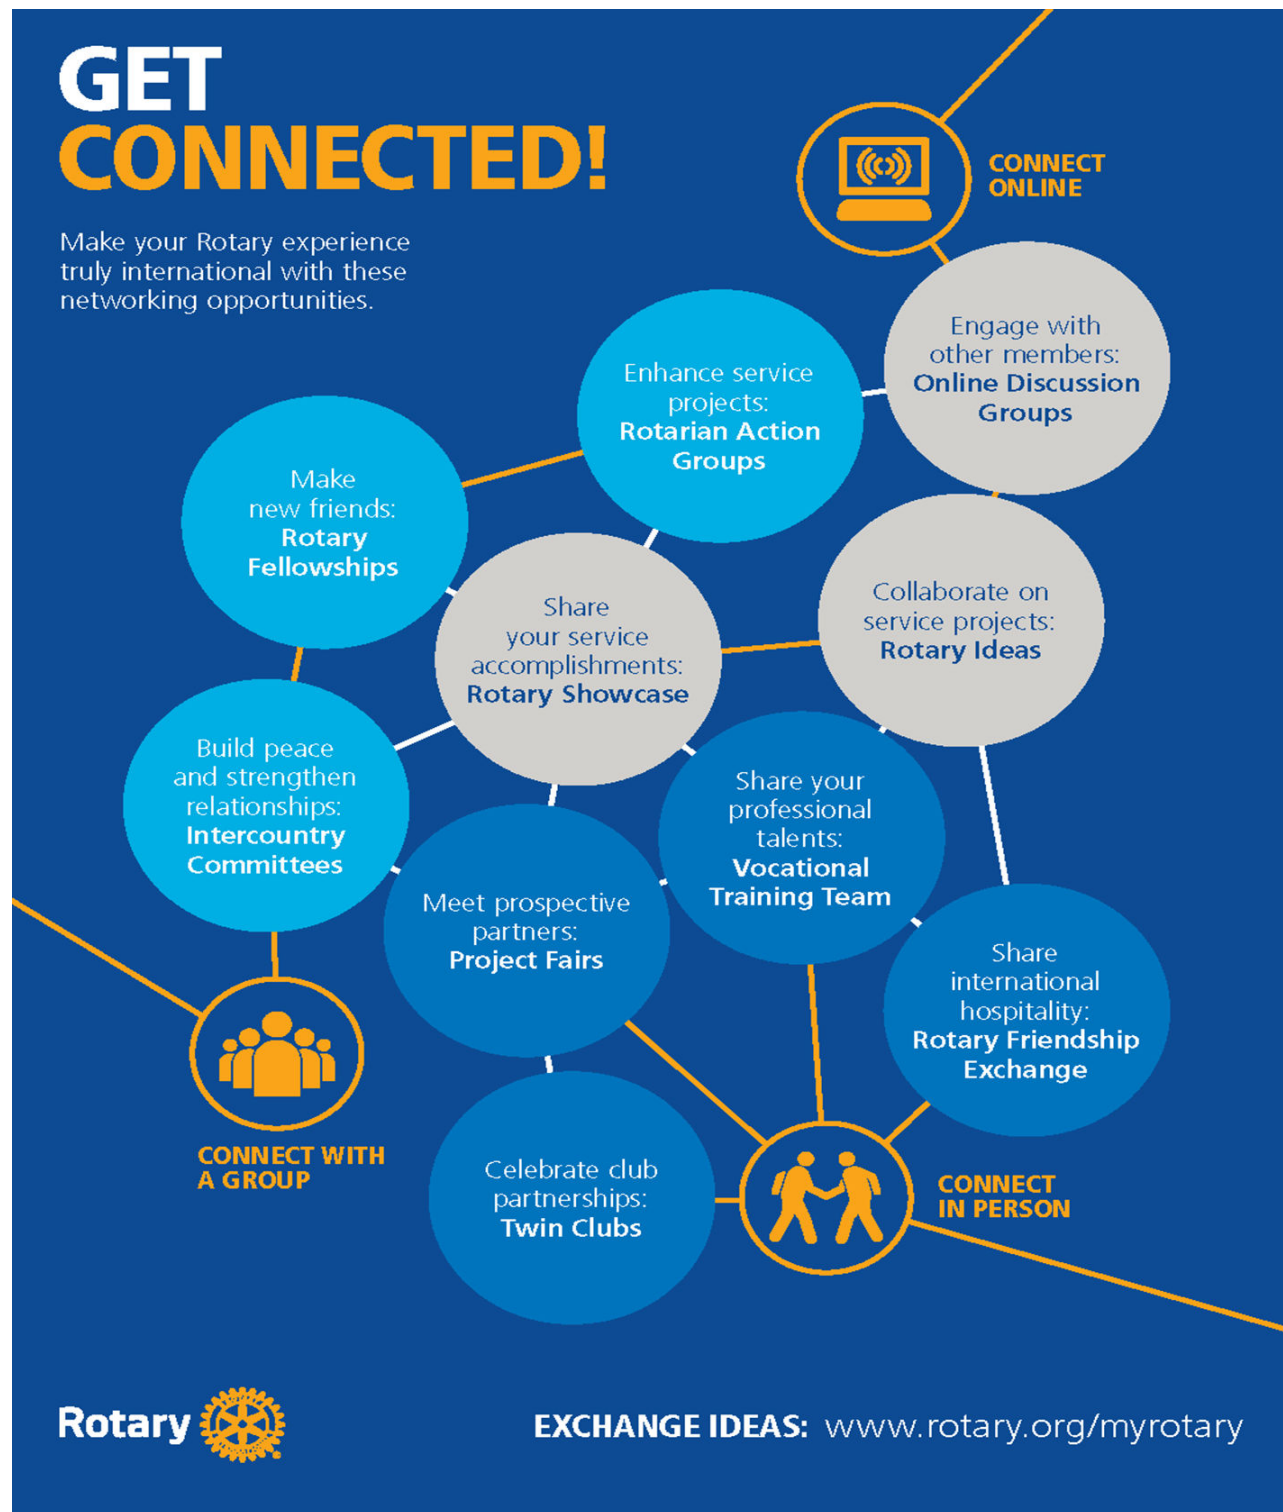 GET
CONNECTED!
Make your Rotary experience
truly international with these
networking opportunities.
CONNECT
ONLINE
Engage with
other members:
Online Discussion
Groups
Enhance service
projects:
Rotarian Action
Groups
Make
new friends:
Rotary
Fellowships
Share
your service
accomplishments:
Rotary Showcase
Collaborate on
service projects:
Rotary Ideas
Build peace
and strengthen
relationships:
Intercountry
Committees
Share your
professional
talents:
Vocational
Training Team
Meet prospective
partners:
Project Fairs
Share
international
hospitality:
Rotary Friendship
Exchange
CONNECT WITH
A GROUP
Celebrate club
partnerships:
Twin Clubs
CONNECT
IN PERSON
Rotary
EXCHANGE IDEAS: www.rotary.org/myrotary